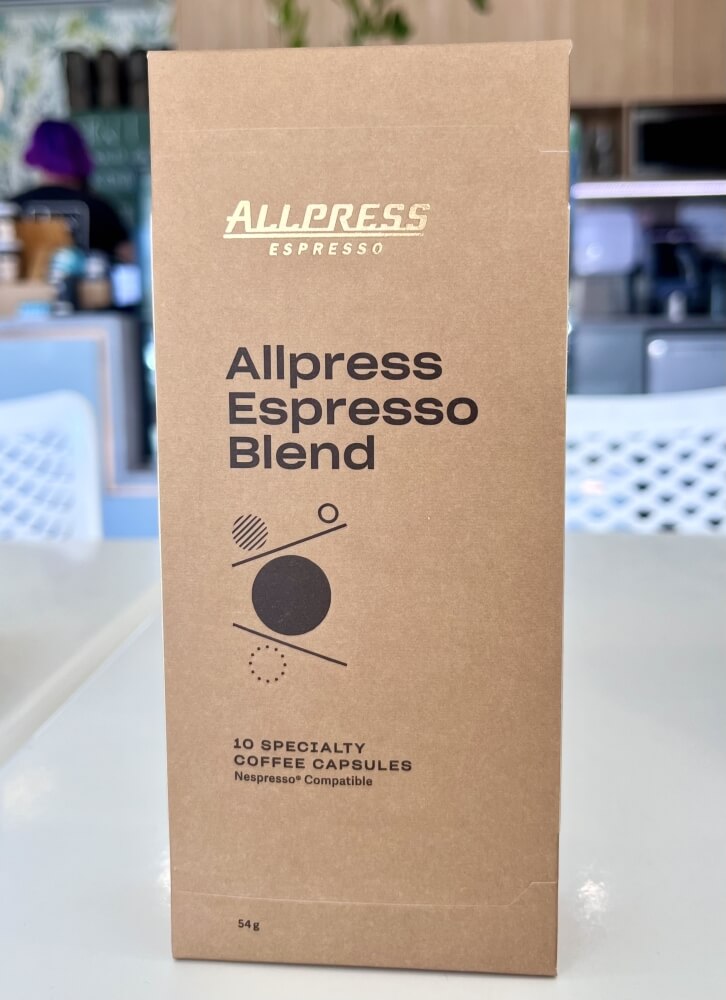 ALLPRESS
ESPRESSO
Allpress
Espresso
Blend
10 SPECIALTY
COFFEE CAPSULES
Nespresso® Compatible
54g